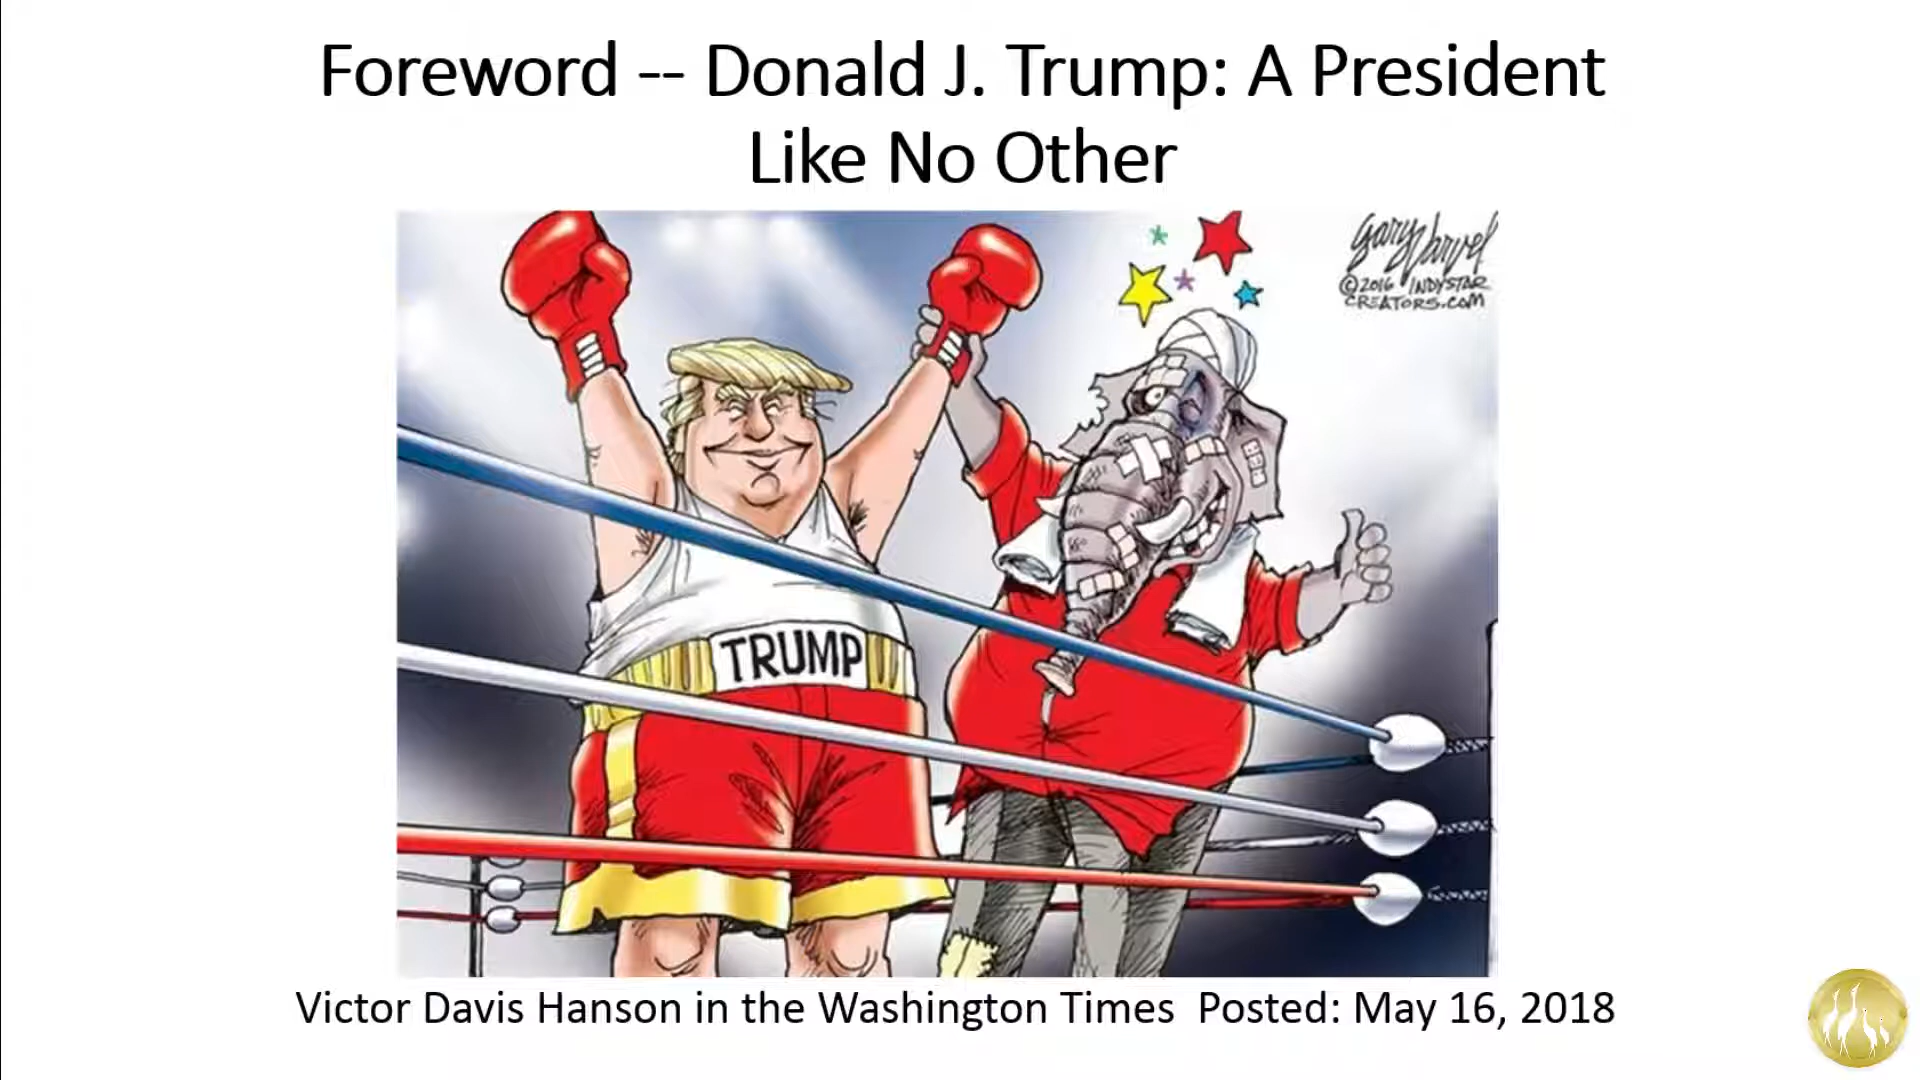 Foreword -- Donald J. Trump: A President
Like No Other
Gary Varvel
©2016 INDYSTAR
CREATORS.COM
TRUMP
Victor Davis Hanson in the Washington Times  Posted: May 16, 2018